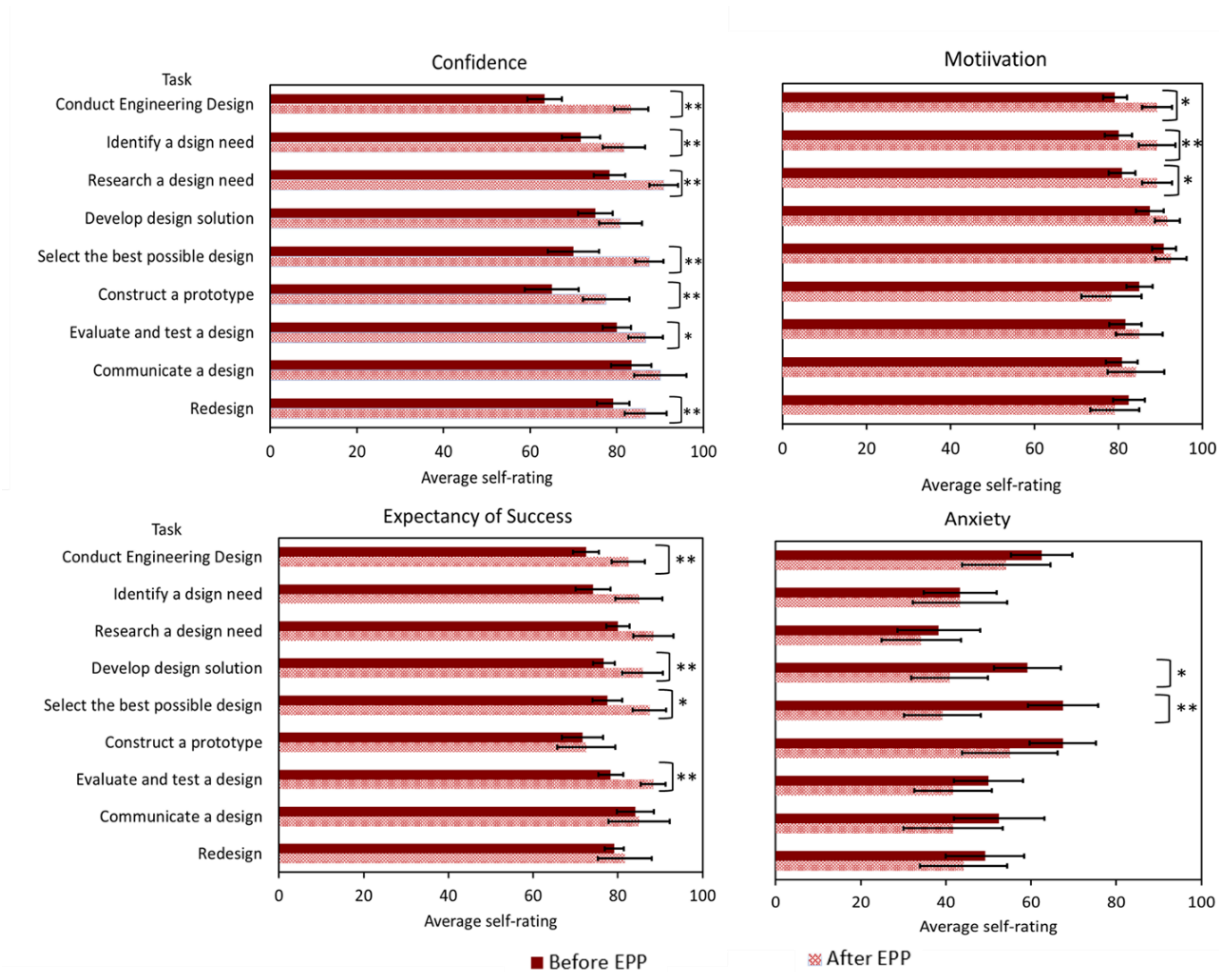 Confidence
Task
Conduct Engineering Design
**
Identify a dsign need
**
Research a design need
**
Develop design solution
Select the best possible design
**
Construct a prototype
**
Evaluate and test a design
*
Communicate a design
Redesign
**
0 20 40 60 80 100
Average self-rating
Motiivation
*
**
*
0 20 40 60 80 100
Average self-rating
Expectancy of Success
Task
Conduct Engineering Design
**
Identify a dsign need
Research a design need
Develop design solution
**
Select the best possible design
*
Construct a prototype
Evaluate and test a design
**
Communicate a design
Redesign
0 20 40 60 80 100
Average self-rating
Anxiety
*
**
0 20 40 60 80 100
Average self-rating
Before EPP
After EPP